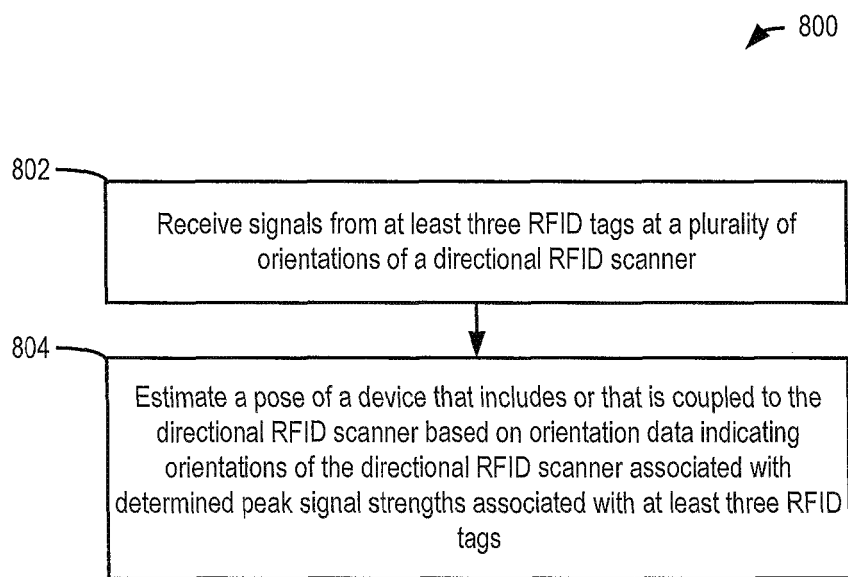 800
802
Receive signals from at least three RFID tags at a plurality of
orientations of a directional RFID scanner
804
Estimate a pose of a device that includes or that is coupled to the
directional RFID scanner based on orientation data indicating
orientations of the directional RFID scanner associated with
determined peak signal strengths associated with at least three RFID
tags